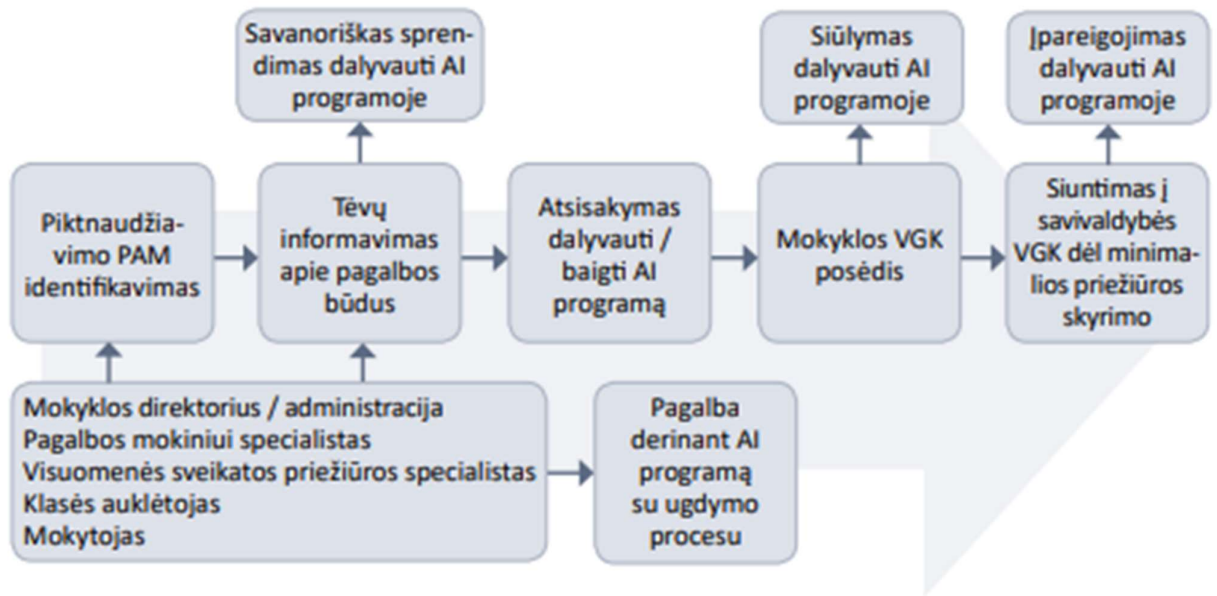 Savanoriškas spren-
dimas dalyvauti AI
programoje
Siūlymas
dalyvauti AI
programoje
Įpareigojimas
dalyvauti AI
programoje
Piktnaudžia-
vimo PAM
identifikavimas
Tėvų
informavimas
apie pagalbos
būdus
Atsisakymas
dalyvauti /
baigti AI
programą
Mokyklos VGK
posėdis
Siuntimas į
savivaldybės
VGK dėl minima-
lios priežiūros
skyrimo
Mokyklos direktorius / administracija
Pagalbos mokiniui specialistas
Visuomenės sveikatos priežiūros specialistas
Klasės auklėtojas
Mokytojas
Pagalba
derinant AI
programą
su ugdymo
procesu